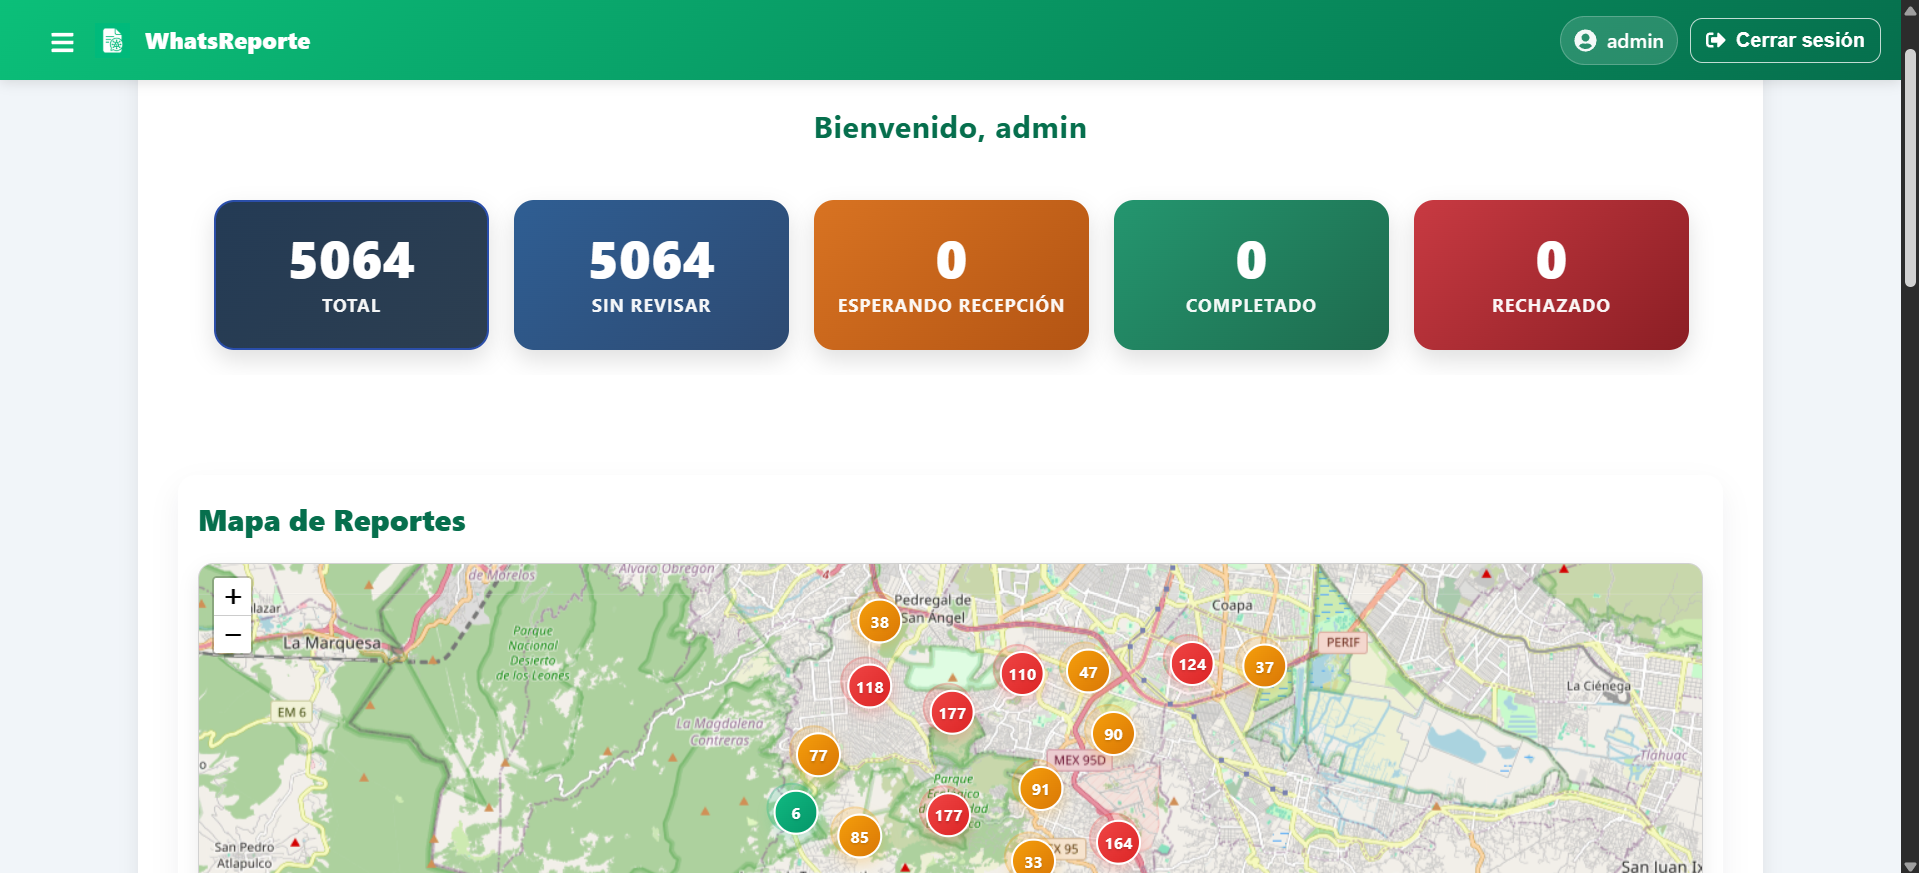 WhatsReporte
admin
Cerrar sesión
Bienvenido, admin
5064
TOTAL
5064
SIN REVISAR
0
ESPERANDO RECEPCIÓN
0
COMPLETADO
0
RECHAZADO
Mapa de Reportes
+
−
de Morelos
Álvaro Obregón
4
Pedregal de
San Ángel
Coapa
PERIF
38
La Marquesa
Parque
Nacional
Desierto
de los Leones
118
110
47
124
37
177
La Ciénega
EM 6
La Magdalena
Contreras
90
77
MEX 95D
Tláhuac
91
Parque
6
177
85
164
95
33
San Pedro
Atlapulco
San Juan Ix